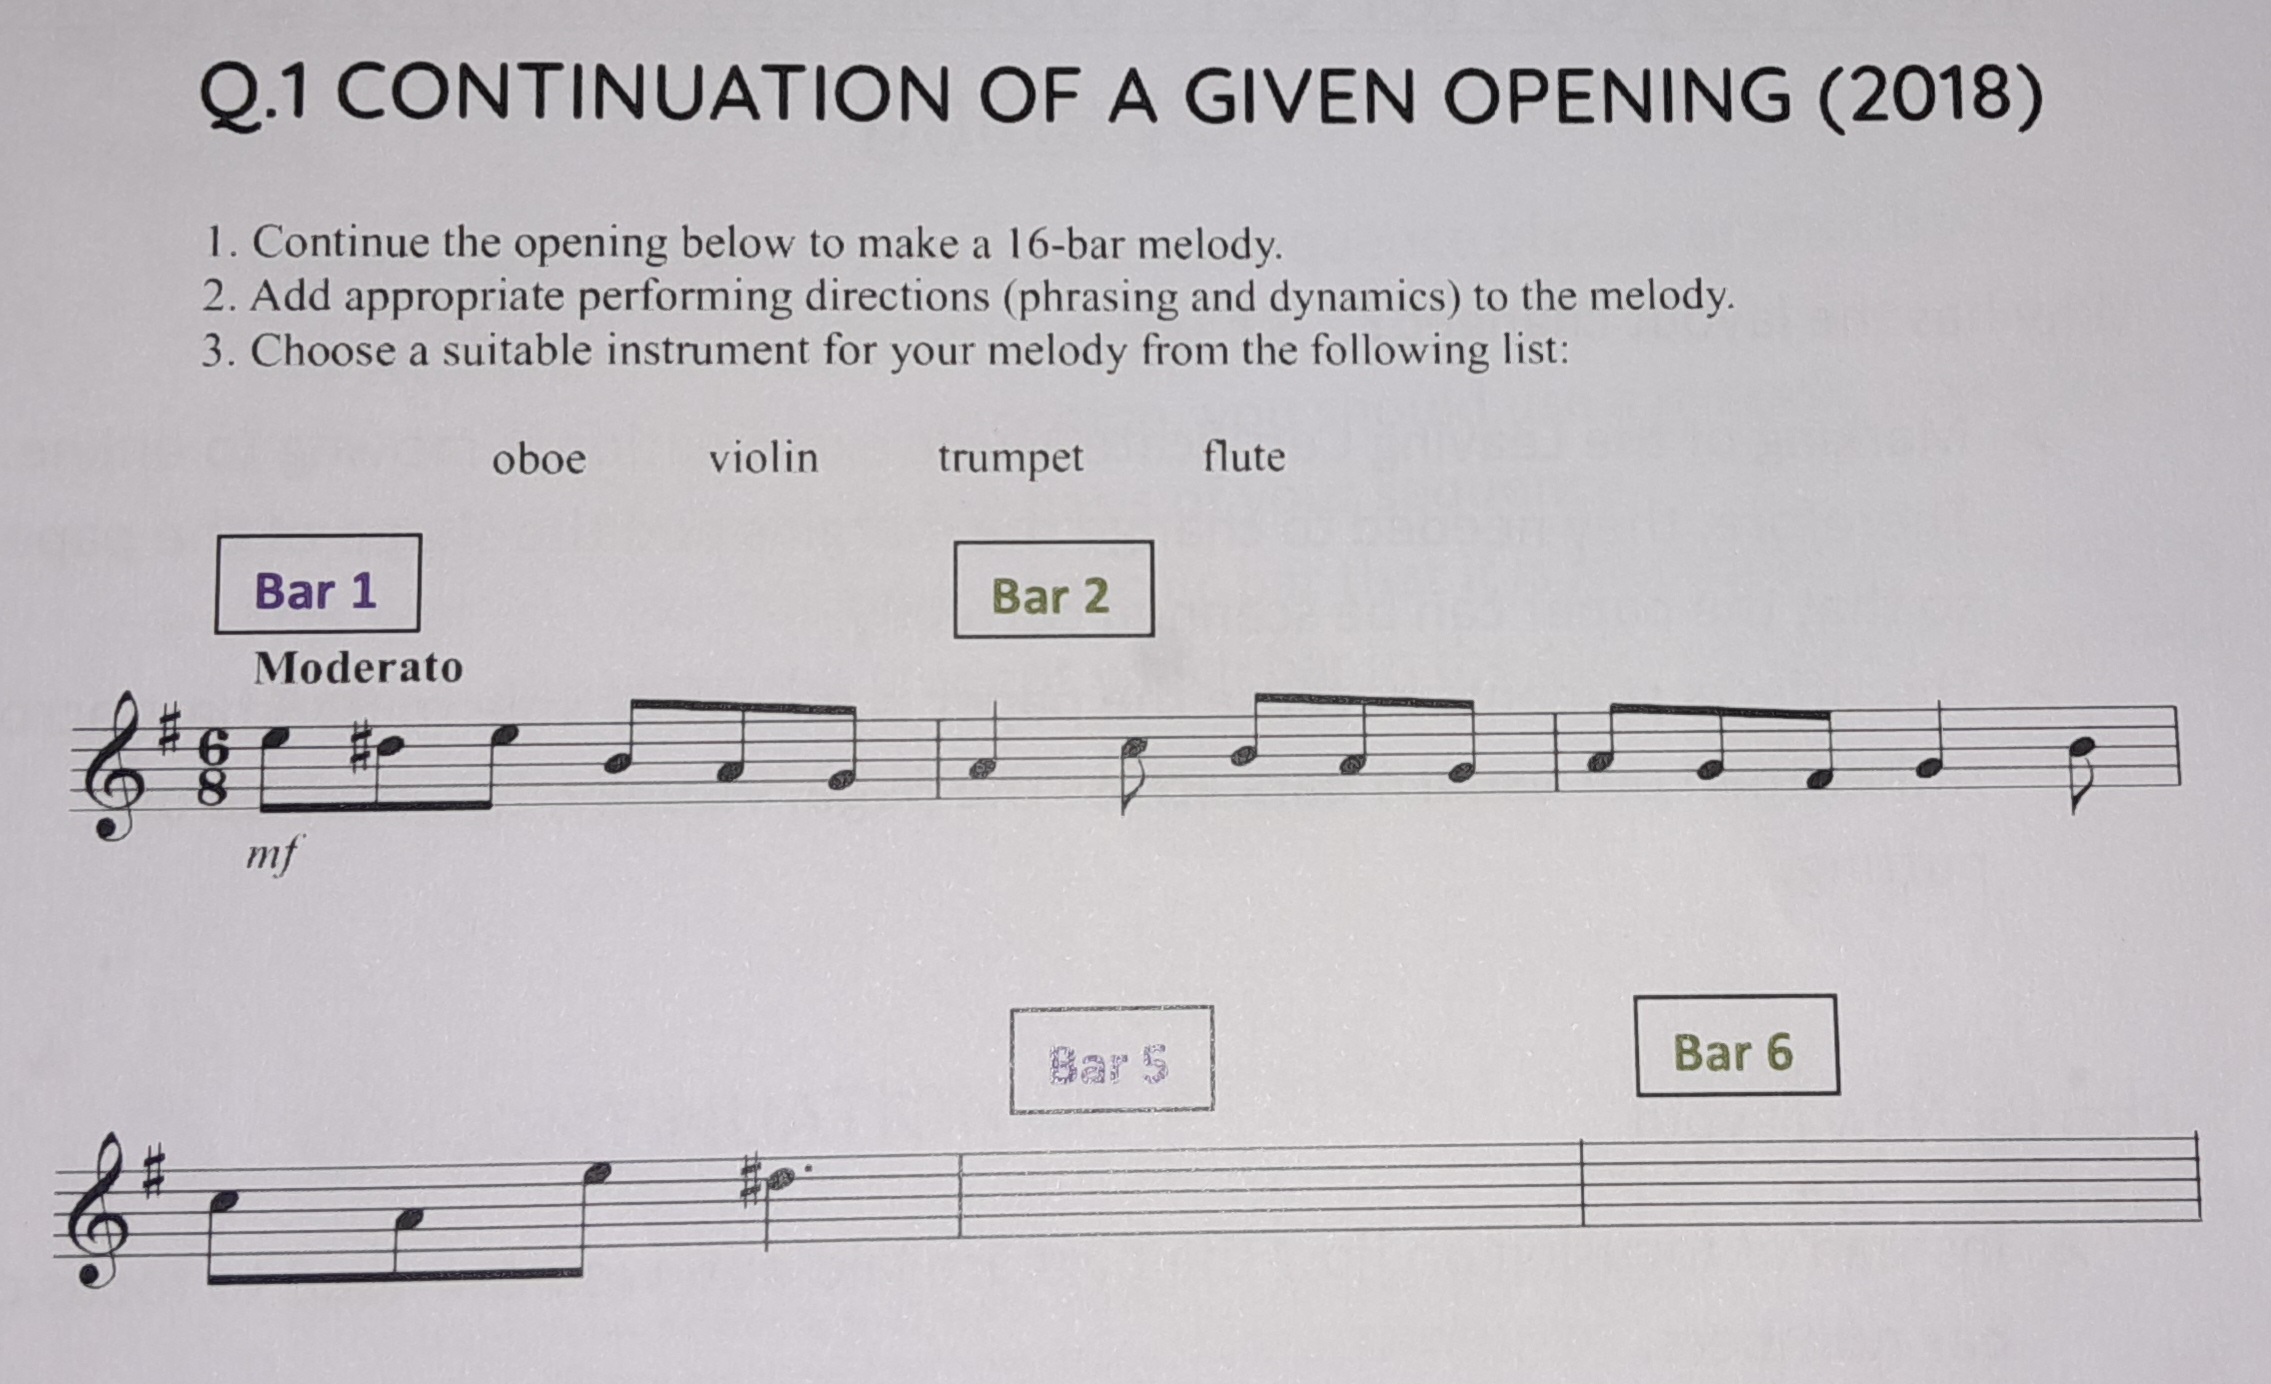 Q.1 CONTINUATION OF A GIVEN OPENING (2018)
1. Continue the opening below to make a 16-bar melody.
2. Add appropriate performing directions (phrasing and dynamics) to the melody.
3. Choose a suitable instrument for your melody from the following list:
oboe violin trumpet flute
Bar 1 Bar 2
Moderato
6
8
mf
Bar 5 Bar 6